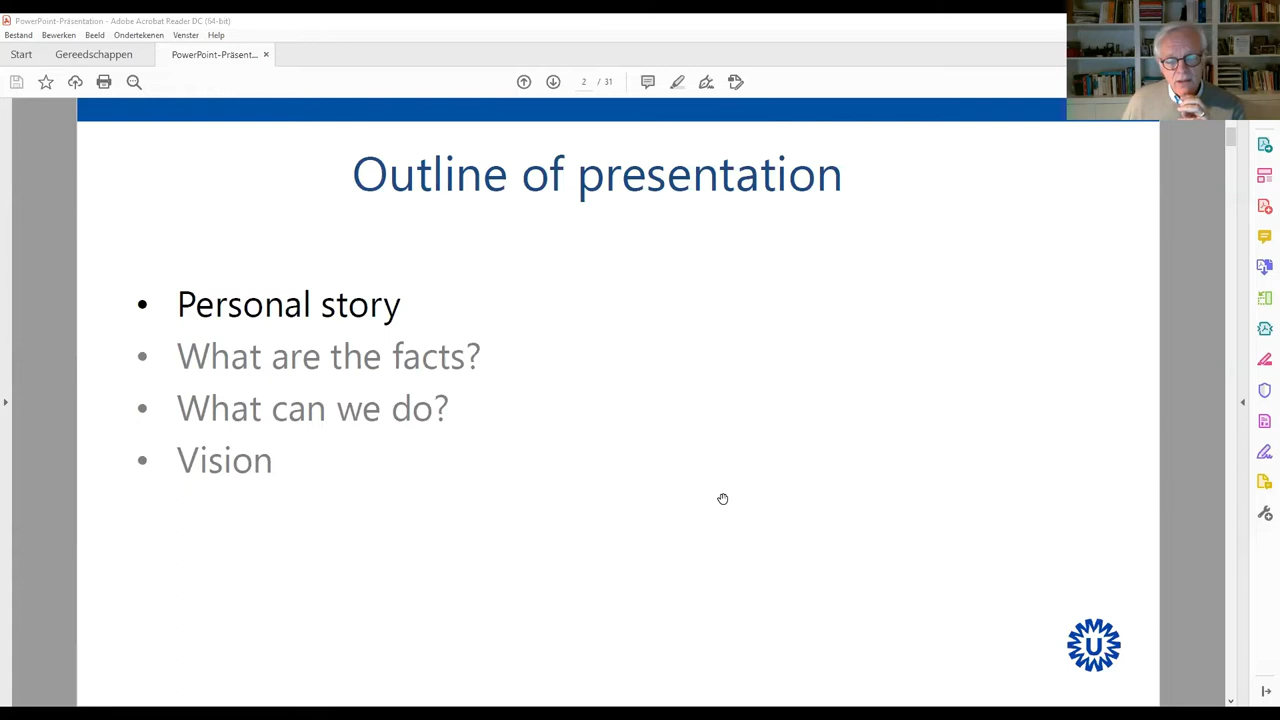 PowerPoint-Präsentation - Adobe Acrobat Reader DC (64-bit)
Bestand Bewerken Beeld Ondertekenen Venster Help
Start Gereedschappen PowerPoint-Präsent... ×
2 / 31
Outline of presentation
• Personal story
• What are the facts?
• What can we do?
• Vision
U